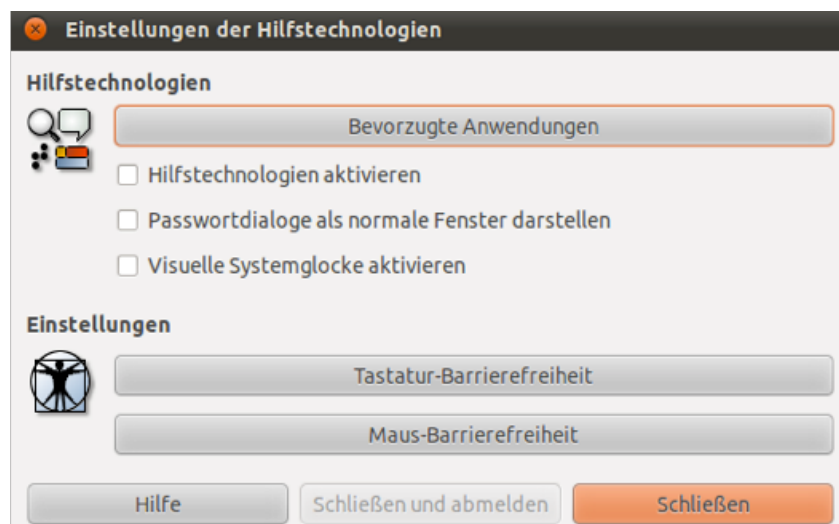 Einstellungen der Hilfstechnologien
Hilfstechnologien
Bevorzugte Anwendungen
Hilfstechnologien aktivieren
Passwortdialoge als normale Fenster darstellen
Visuelle Systemglocke aktivieren
Einstellungen
Tastatur-Barrierefreiheit
Maus-Barrierefreiheit
Hilfe Schließen und abmelden Schließen